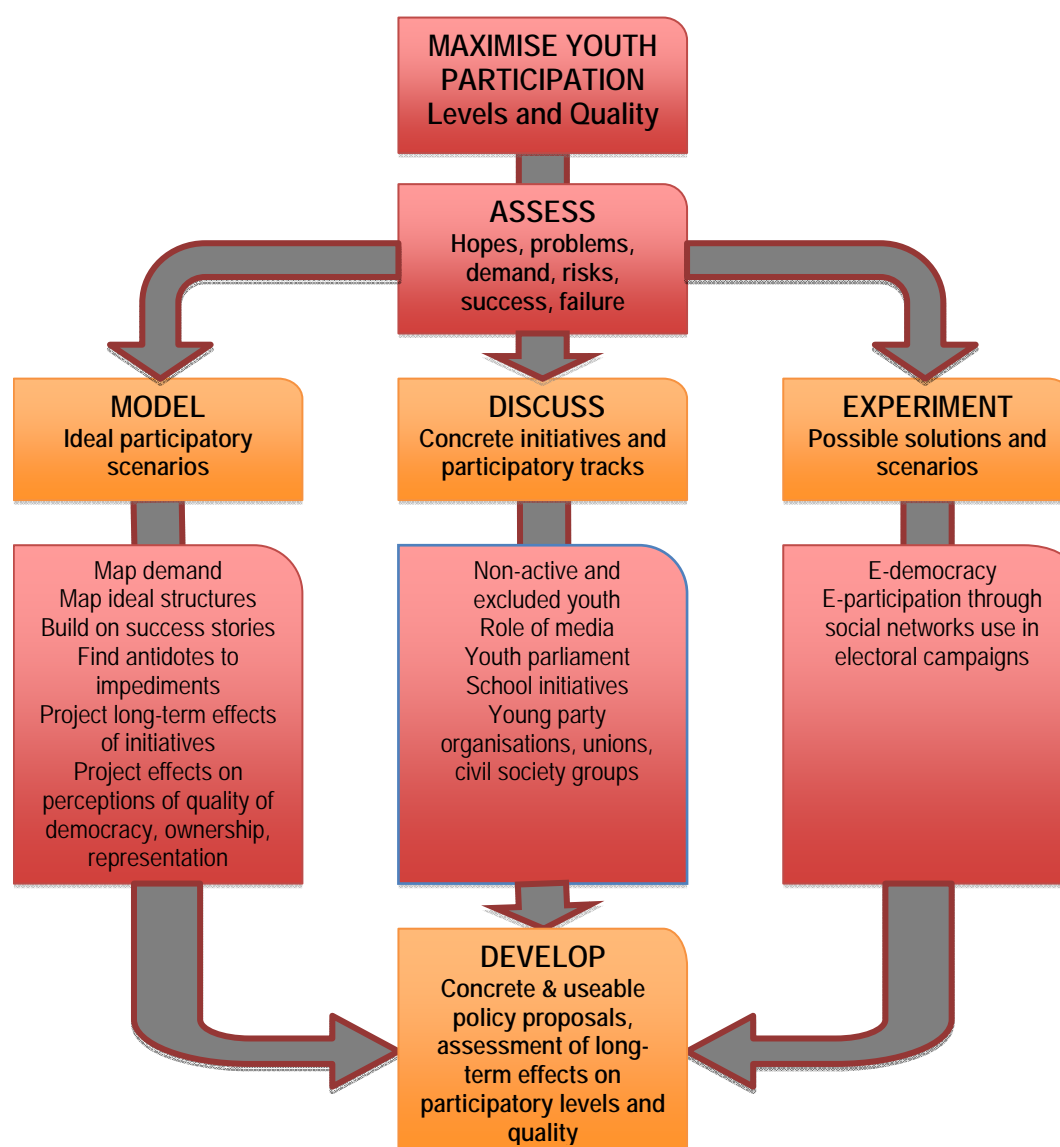 MAXIMISE YOUTH
PARTICIPATION
Levels and Quality
ASSESS
Hopes, problems,
demand, risks,
success, failure
MODEL
Ideal participatory
scenarios
DISCUSS
Concrete initiatives and
participatory tracks
EXPERIMENT
Possible solutions and
scenarios
Map demand
Map ideal structures
Build on success stories
Find antidotes to
impediments
Project long-term effects
of initiatives
Project effects on
perceptions of quality of
democracy, ownership,
representation
Non-active and
excluded youth
Role of media
Youth parliament
School initiatives
Young party
organisations, unions,
civil society groups
E-democracy
E-participation through
social networks use in
electoral campaigns
DEVELOP
Concrete & useable
policy proposals,
assessment of long-
term effects on
participatory levels and
quality